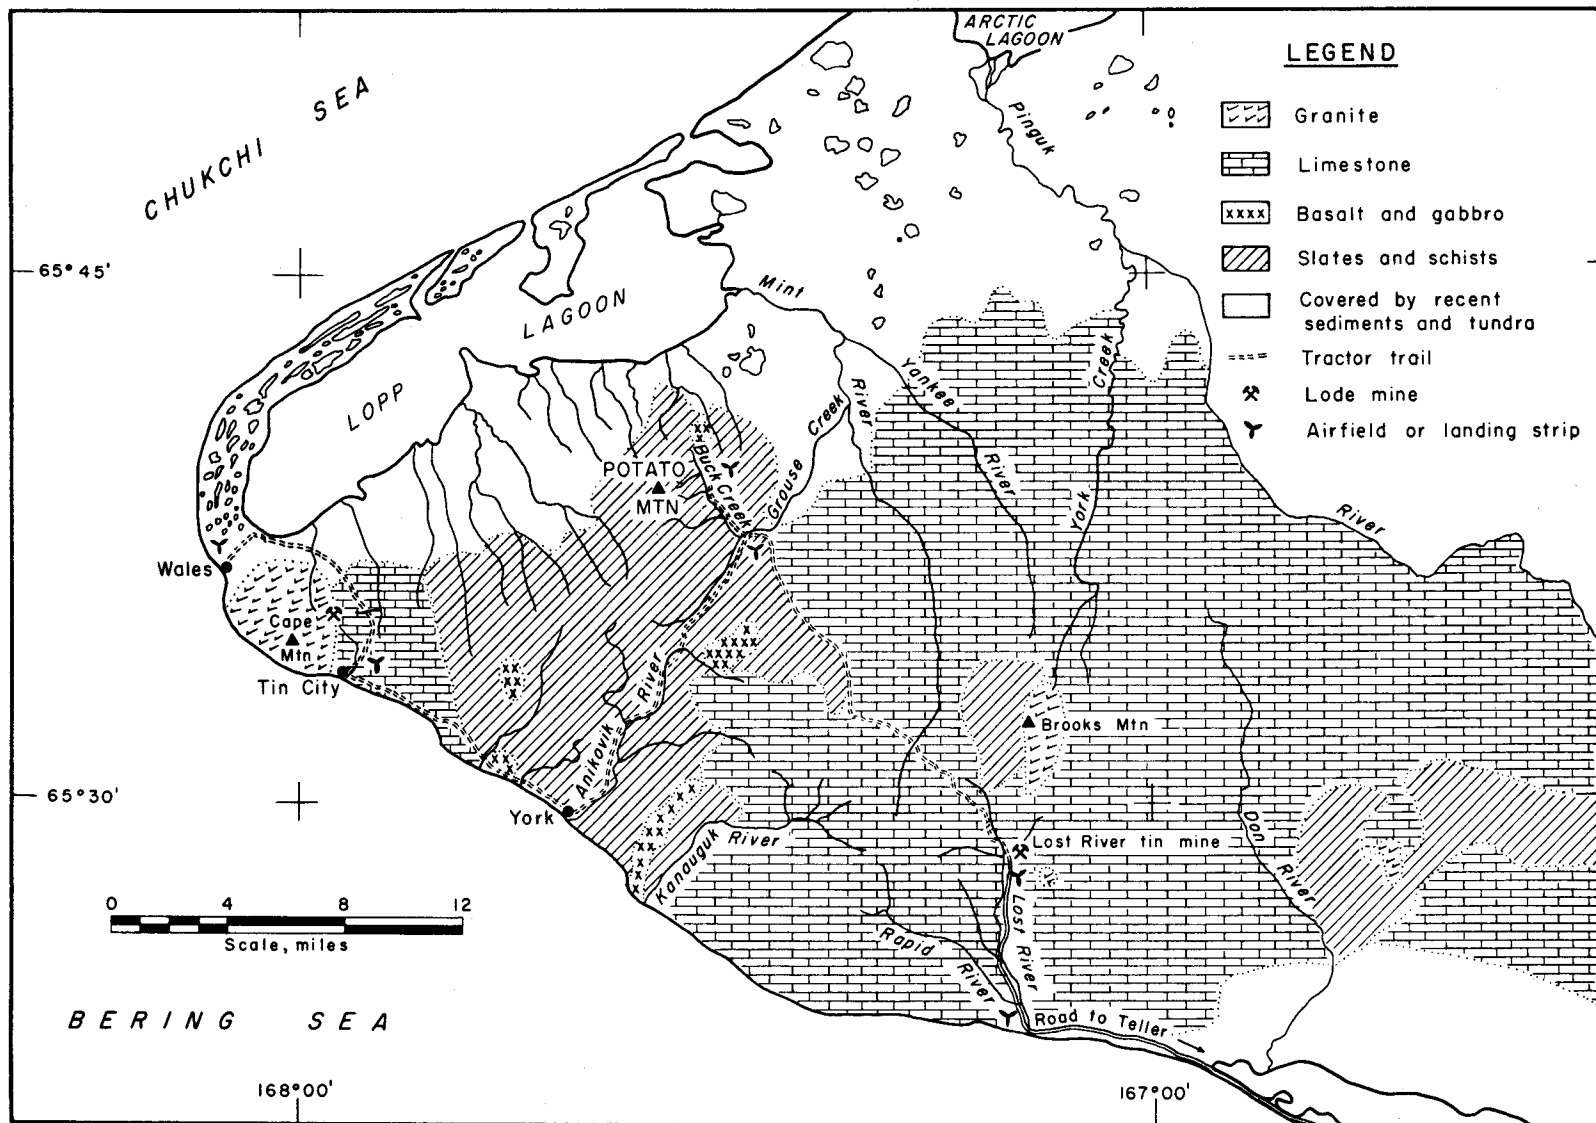 ARCTIC
LAGOON
LEGEND
CHUKCHI SEA
Pinguk
Granite
Limestone
xxxx Basalt and gabbro
Slates and schists
Covered by recent
sediments and tundra
Tractor trail
Lode mine
Airfield or landing strip
65°45'
Mint
LAGOON
LOPP
Yankee
River
Creek
Creek
POTATO
MTN
Buck Creek
Grouse
River
York
River
Wales
Cape
Mtn
Tin City
River
Anikovik
Brooks Mtn
65°30'
York
Kanauguk
River
Lost River tin mine
Don
River
0 4 8 12
Scale, miles
Rapid
River
Lost River
BERING SEA
Road to Teller
168°00'
167°00'